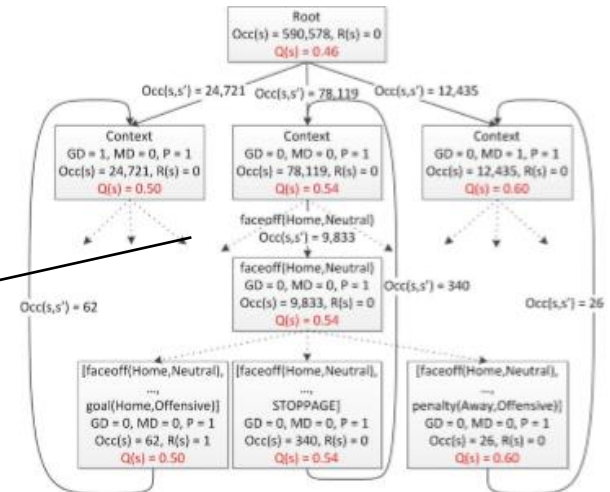 Root
Occ(s) = 590,578, R(s)=0
Q(s) = 0.46
Occ(s,s') = 24,721
Occ(s,s') = 78,119
Occ(s,s') = 12,435
Context
GD = 1, MD = 0, P = 1
Occ(s) = 24,721, R(s)=0
Q(s) = 0.50
Context
GD = 0, MD = 0, P = 1
Occ(s) = 78,119, R(s)=0
Q(s) = 0.54
Context
GD = 0, MD = 1, P = 1
Occ(s) = 12,435, R(s)=0
Q(s) = 0.60
faceoff(Home,Neutral)
Occ(s,s') = 9,833
faceoff(Home,Neutral)
GD = 0, MD = 0, P = 1
Occ(s) = 9,833, R(s)=0
Q(s) = 0.54
Occ(s,s') = 62
Occ(s,s') = 340
Occ(s,s') = 26
[faceoff(Home,Neutral),
...,
goal(Home,Offensive)]
GD = 0, MD = 0, P = 1
Occ(s) = 62, R(s) = 1
Q(s) = 0.50
[faceoff(Home,Neutral),
...,
STOPPAGE]
GD = 0, MD = 0, P = 1
Occ(s) = 340, R(s)=0
Q(s) = 0.54
[faceoff(Home,Neutral),
...,
penalty(Away,Offensive)]
GD = 0, MD = 0, P = 1
Occ(s) = 26, R(s)=0
Q(s) = 0.60